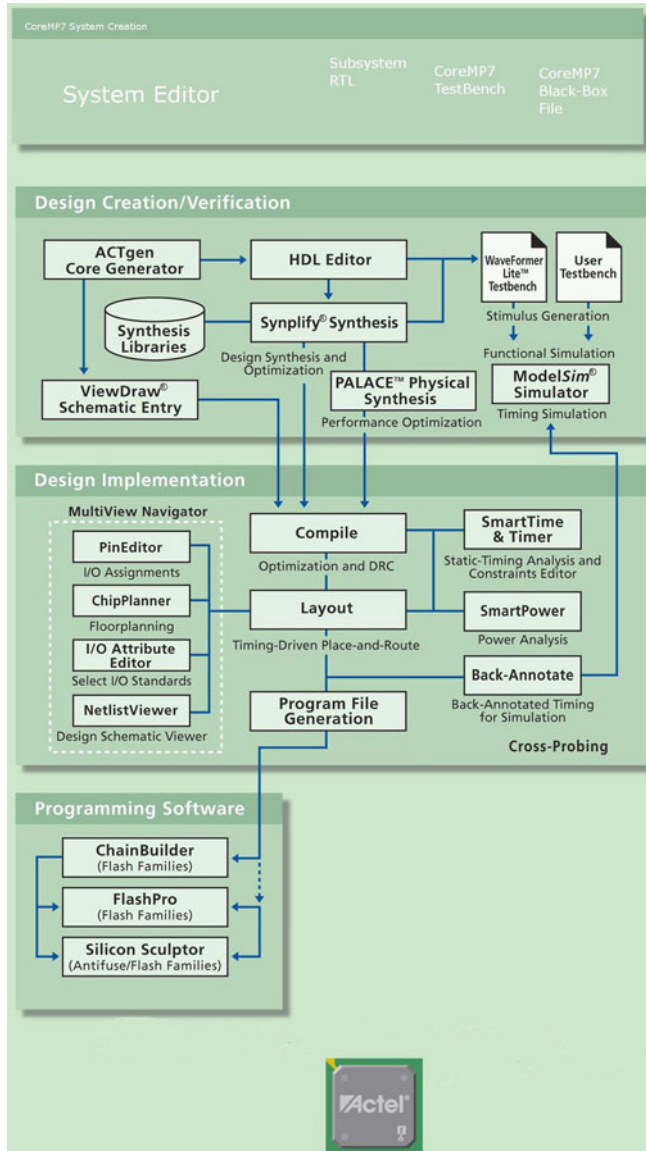 CoreMP7 System Creation
System Editor
Subsystem
RTL
CoreMP7
TestBench
CoreMP7
Black-Box
File
Design Creation/Verification
ACTgen
Core Generator
HDL Editor
WaveFormer
Lite™
Testbench
User
Testbench
Synthesis
Libraries
Synplify® Synthesis
Stimulus Generation
Design Synthesis and
Optimization
Functional Simulation
ViewDraw®
Schematic Entry
PALACE™ Physical
Synthesis
ModelSim®
Simulator
Performance Optimization
Timing Simulation
Design Implementation
MultiView Navigator
PinEditor
I/O Assignments
ChipPlanner
Floorplanning
I/O Attribute
Editor
Select I/O Standards
NetlistViewer
Design Schematic Viewer
Compile
Optimization and DRC
Layout
Timing-Driven Place-and-Route
Program File
Generation
SmartTime
& Timer
Static-Timing Analysis and
Constraints Editor
SmartPower
Power Analysis
Back-Annotate
Back-Annotated Timing
for Simulation
Cross-Probing
Programming Software
ChainBuilder
(Flash Families)
FlashPro
(Flash Families)
Silicon Sculptor
(Antifuse/Flash Families)
Actel®